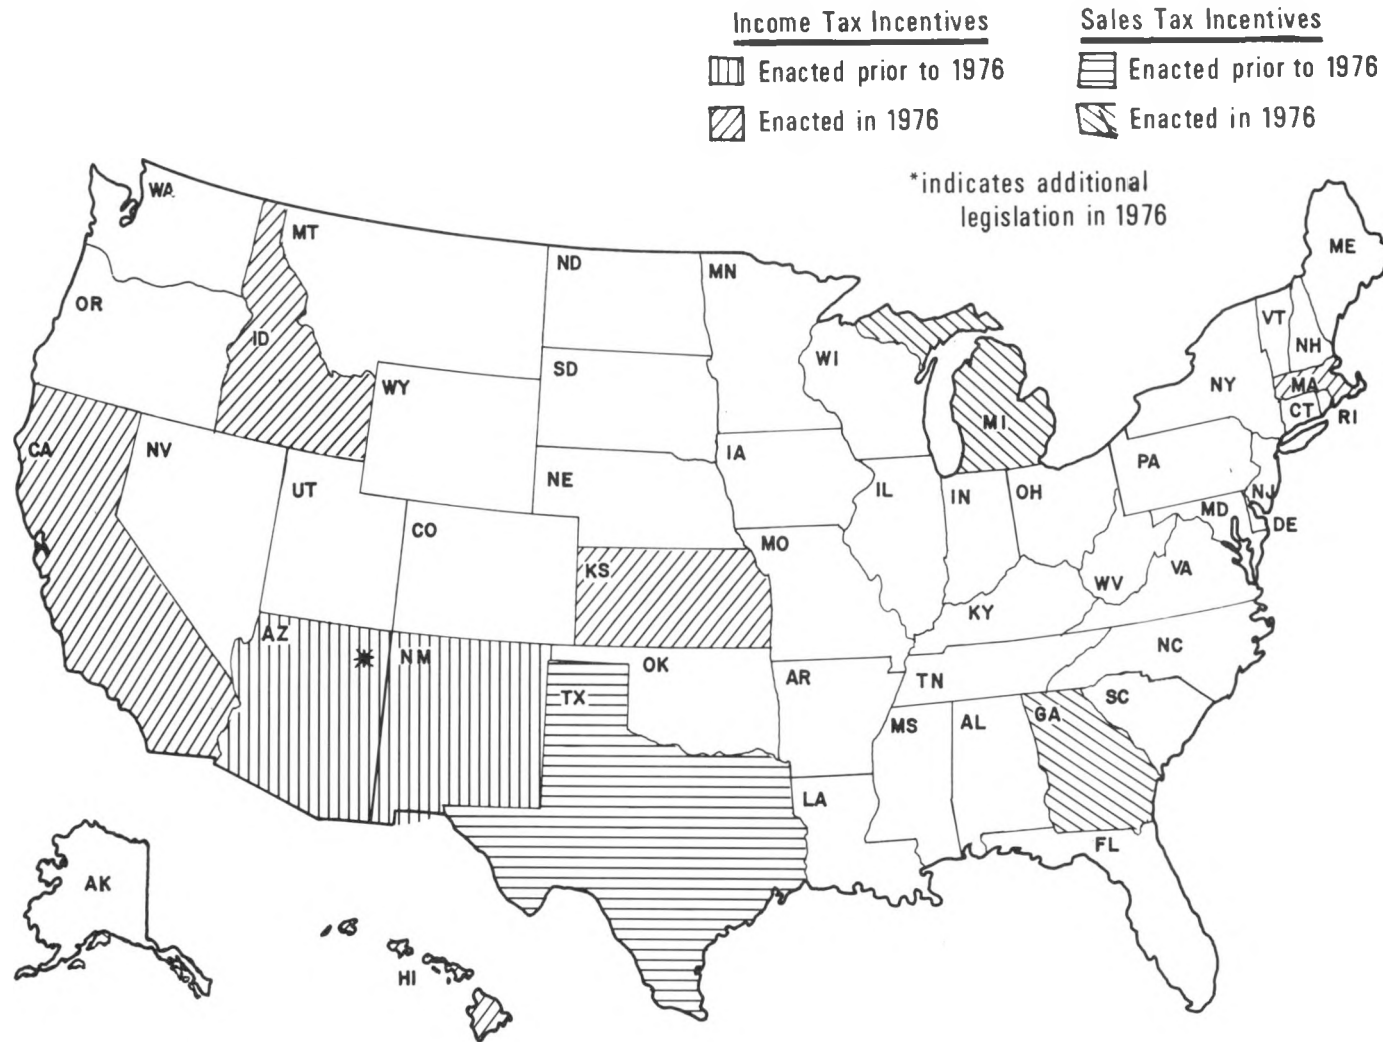 Income Tax Incentives
Enacted prior to 1976
Enacted in 1976
Sales Tax Incentives
Enacted prior to 1976
Enacted in 1976
*indicates additional
legislation in 1976
WA
MT
ND
MN
ME
OR
ID
WY
SD
WI
VT
NH
NY
MA
CT
RI
CA
NV
UT
CO
NE
IA
IL
IN
OH
MI
PA
NJ
MD
DE
KS
MO
KY
WV
VA
AZ
*
NM
OK
TX
AR
TN
NC
SC
MS
AL
GA
LA
FL
AK
HI